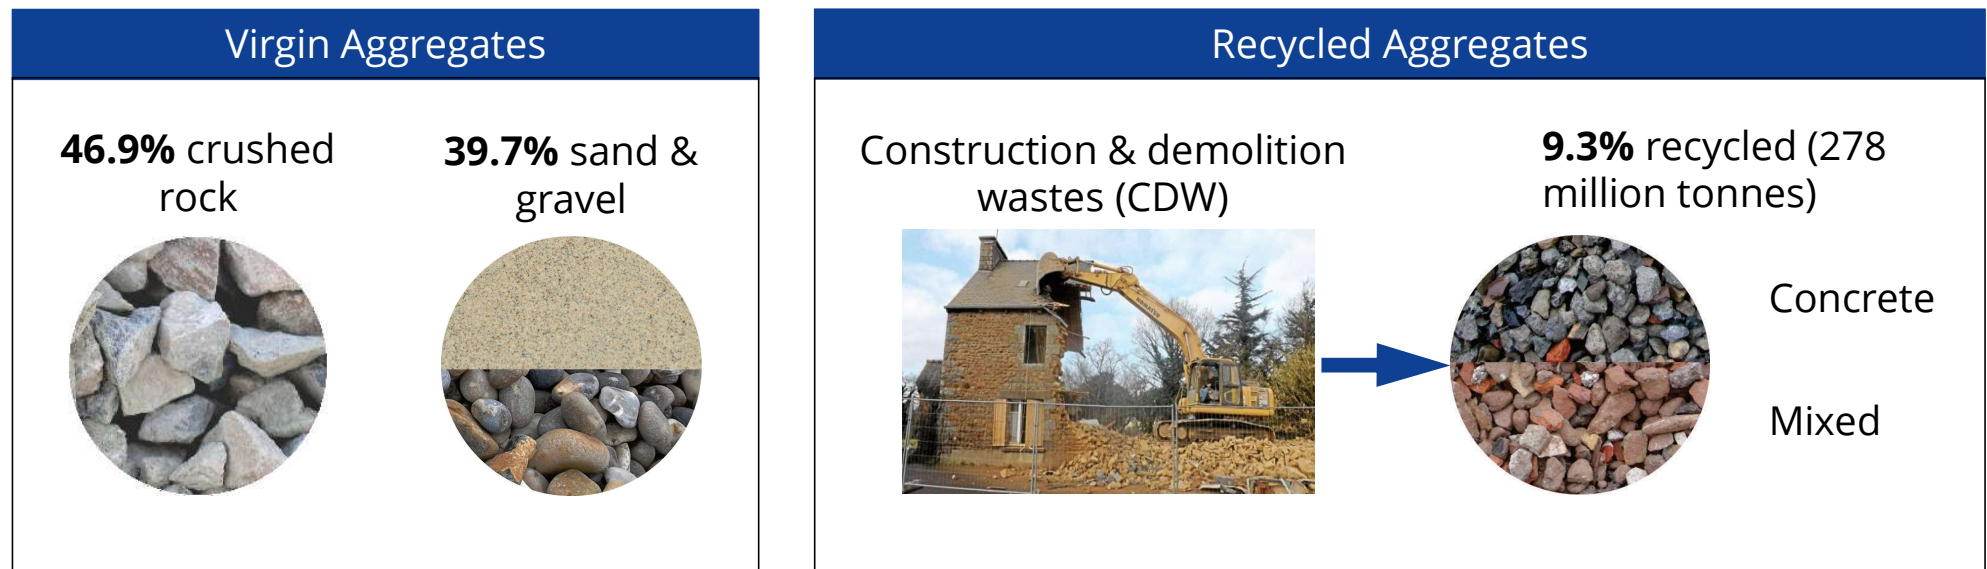 Virgin Aggregates
46.9% crushed
rock
39.7% sand &
gravel
Recycled Aggregates
Construction & demolition
wastes (CDW)
9.3% recycled (278
million tonnes)
Concrete
Mixed